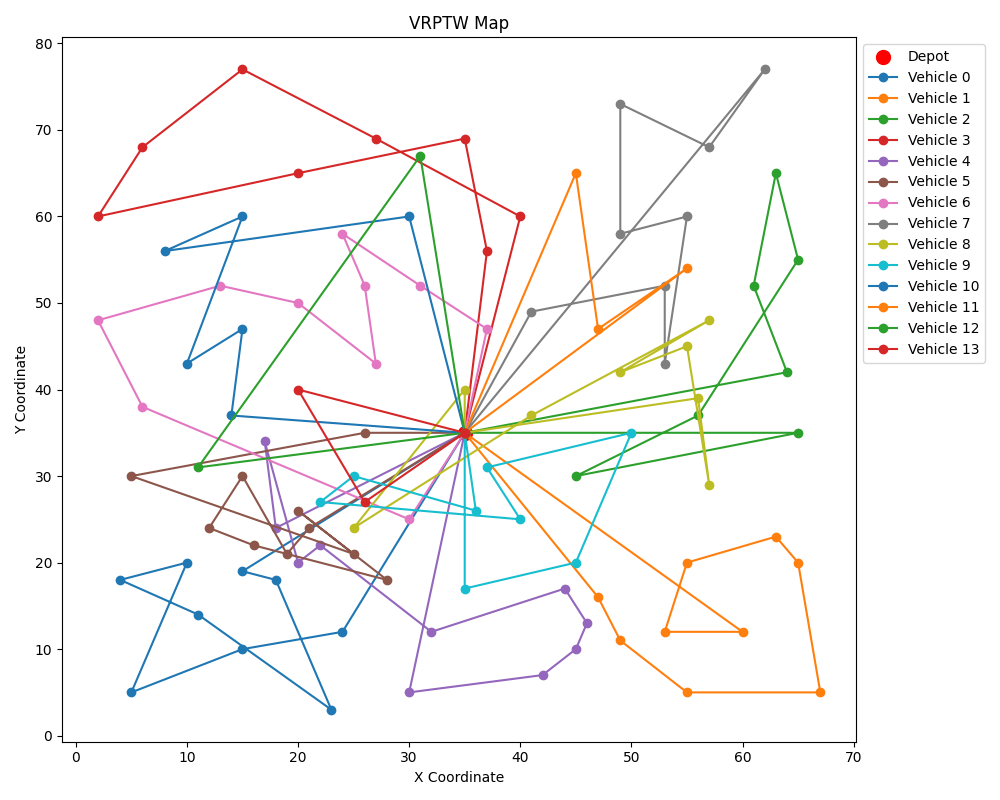 VRPTW Map
80
70
60
50
40
30
20
10
0
Y Coordinate
0 10 20 30 40 50 60 70
X Coordinate
Depot
Vehicle 0
Vehicle 1
Vehicle 2
Vehicle 3
Vehicle 4
Vehicle 5
Vehicle 6
Vehicle 7
Vehicle 8
Vehicle 9
Vehicle 10
Vehicle 11
Vehicle 12
Vehicle 13